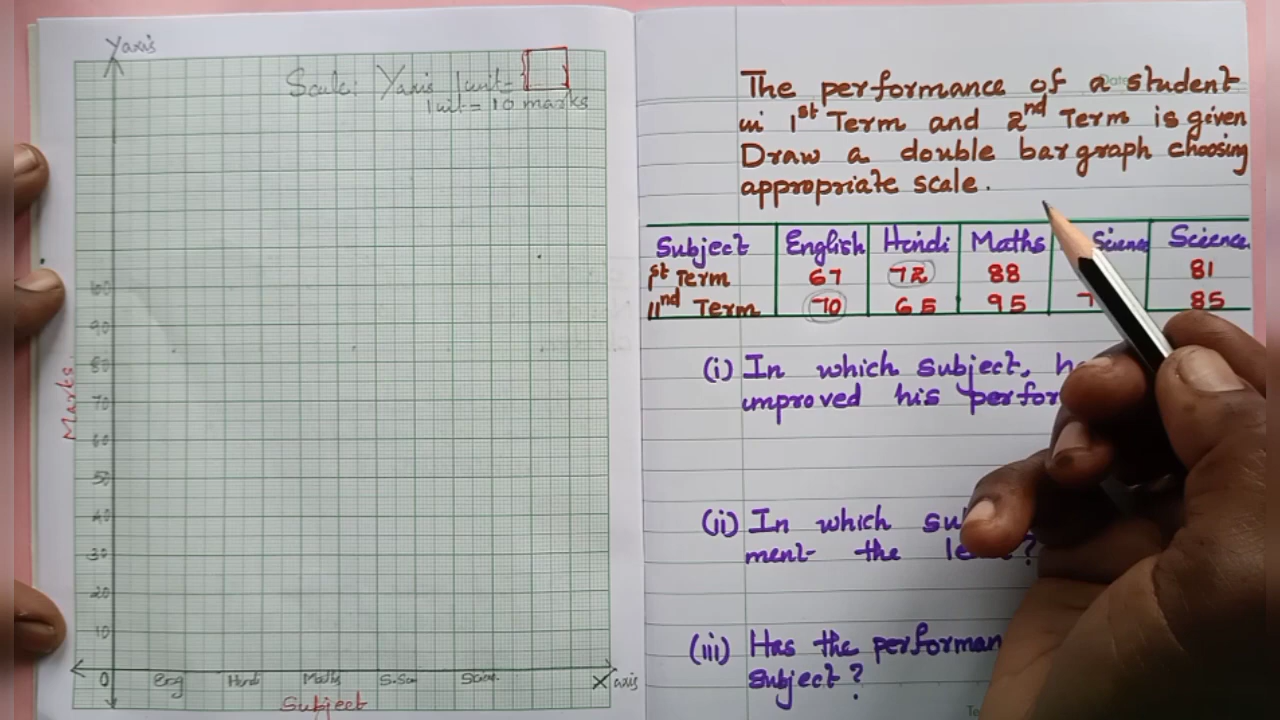 Y axis
Scale: Y axis 1 unit =
1 unit = 10 marks
100
90
80
70
60
50
40
30
20
10
Marks
0 Eng Hindi Maths S.Sci Scien. X axis
Subject
The performance of a student
in 1st Term and 2nd Term is given
Draw a double bar graph choosing
appropriate scale.
Subject English Hindi Maths Science Science
1st Term 67 72 88 81
11nd Term 70 65 95 7 85
(i) In which subject,
improved his
(ii) In which
ment the ?
(iii) Has the
subject?